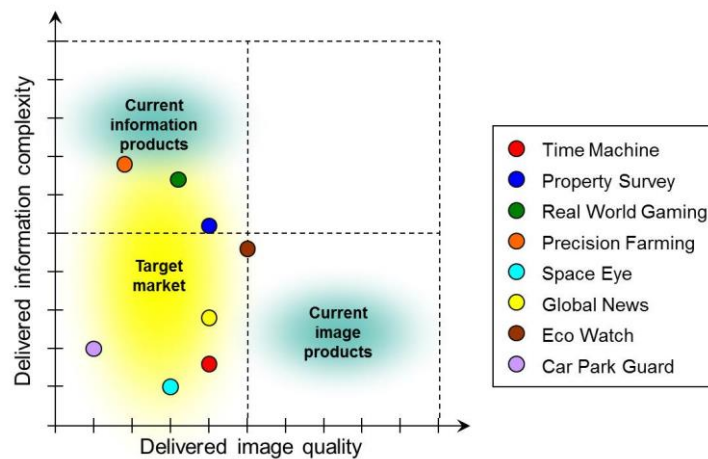 Delivered information complexity
Current
information
products
Target
market
Current
image
products
Delivered image quality
Time Machine
Property Survey
Real World Gaming
Precision Farming
Space Eye
Global News
Eco Watch
Car Park Guard